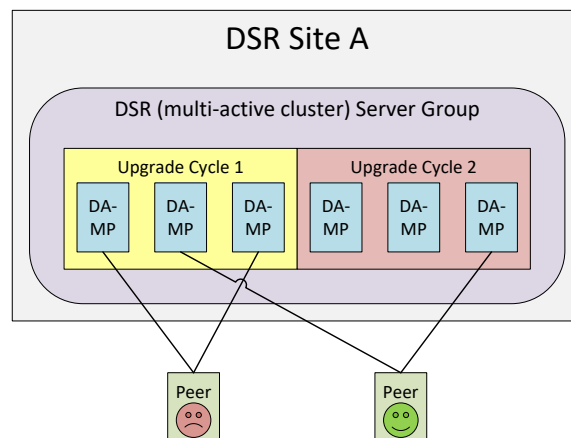 DSR Site A
DSR (multi-active cluster) Server Group
Upgrade Cycle 1
Upgrade Cycle 2
DA-
MP
DA-
MP
DA-
MP
DA-
MP
DA-
MP
DA-
MP
Peer
Peer